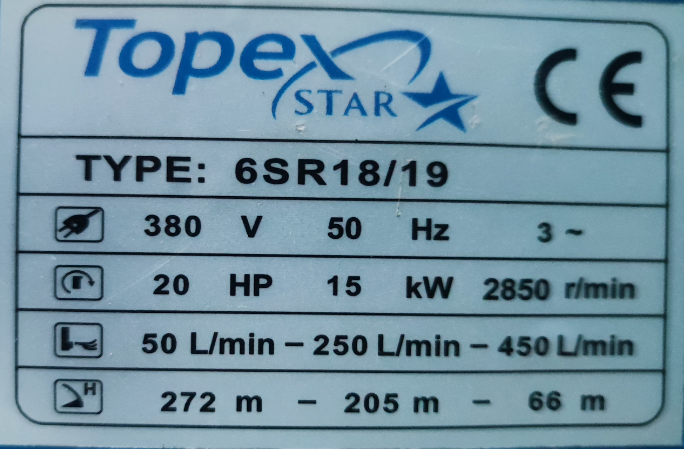 Topex
STAR
CE
TYPE: 6SR18/19
380 V 50 Hz 3 ~
20 HP 15 kW 2850 r/min
50 L/min – 250 L/min – 450 L/min
H
272 m – 205 m – 66 m